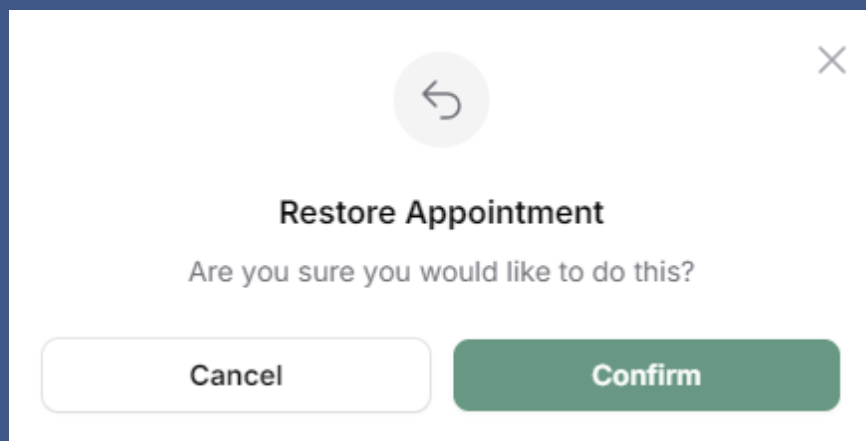 Restore Appointment
Are you sure you would like to do this?
Cancel
Confirm